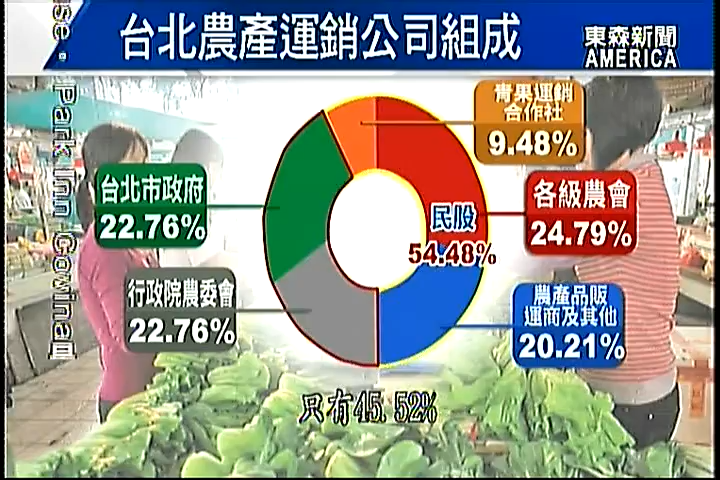 台北農產運銷公司組成
東森新聞
AMERICA
青果運銷
合作社
9.48%
台北市政府
22.76%
各級農會
24.79%
民股
54.48%
行政院農委會
22.76%
農產品販
運商及其他
20.21%
只有45.52%
Park Inn Covina